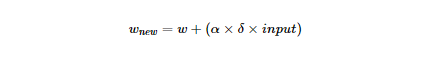 w_new = w + (α × δ × input)